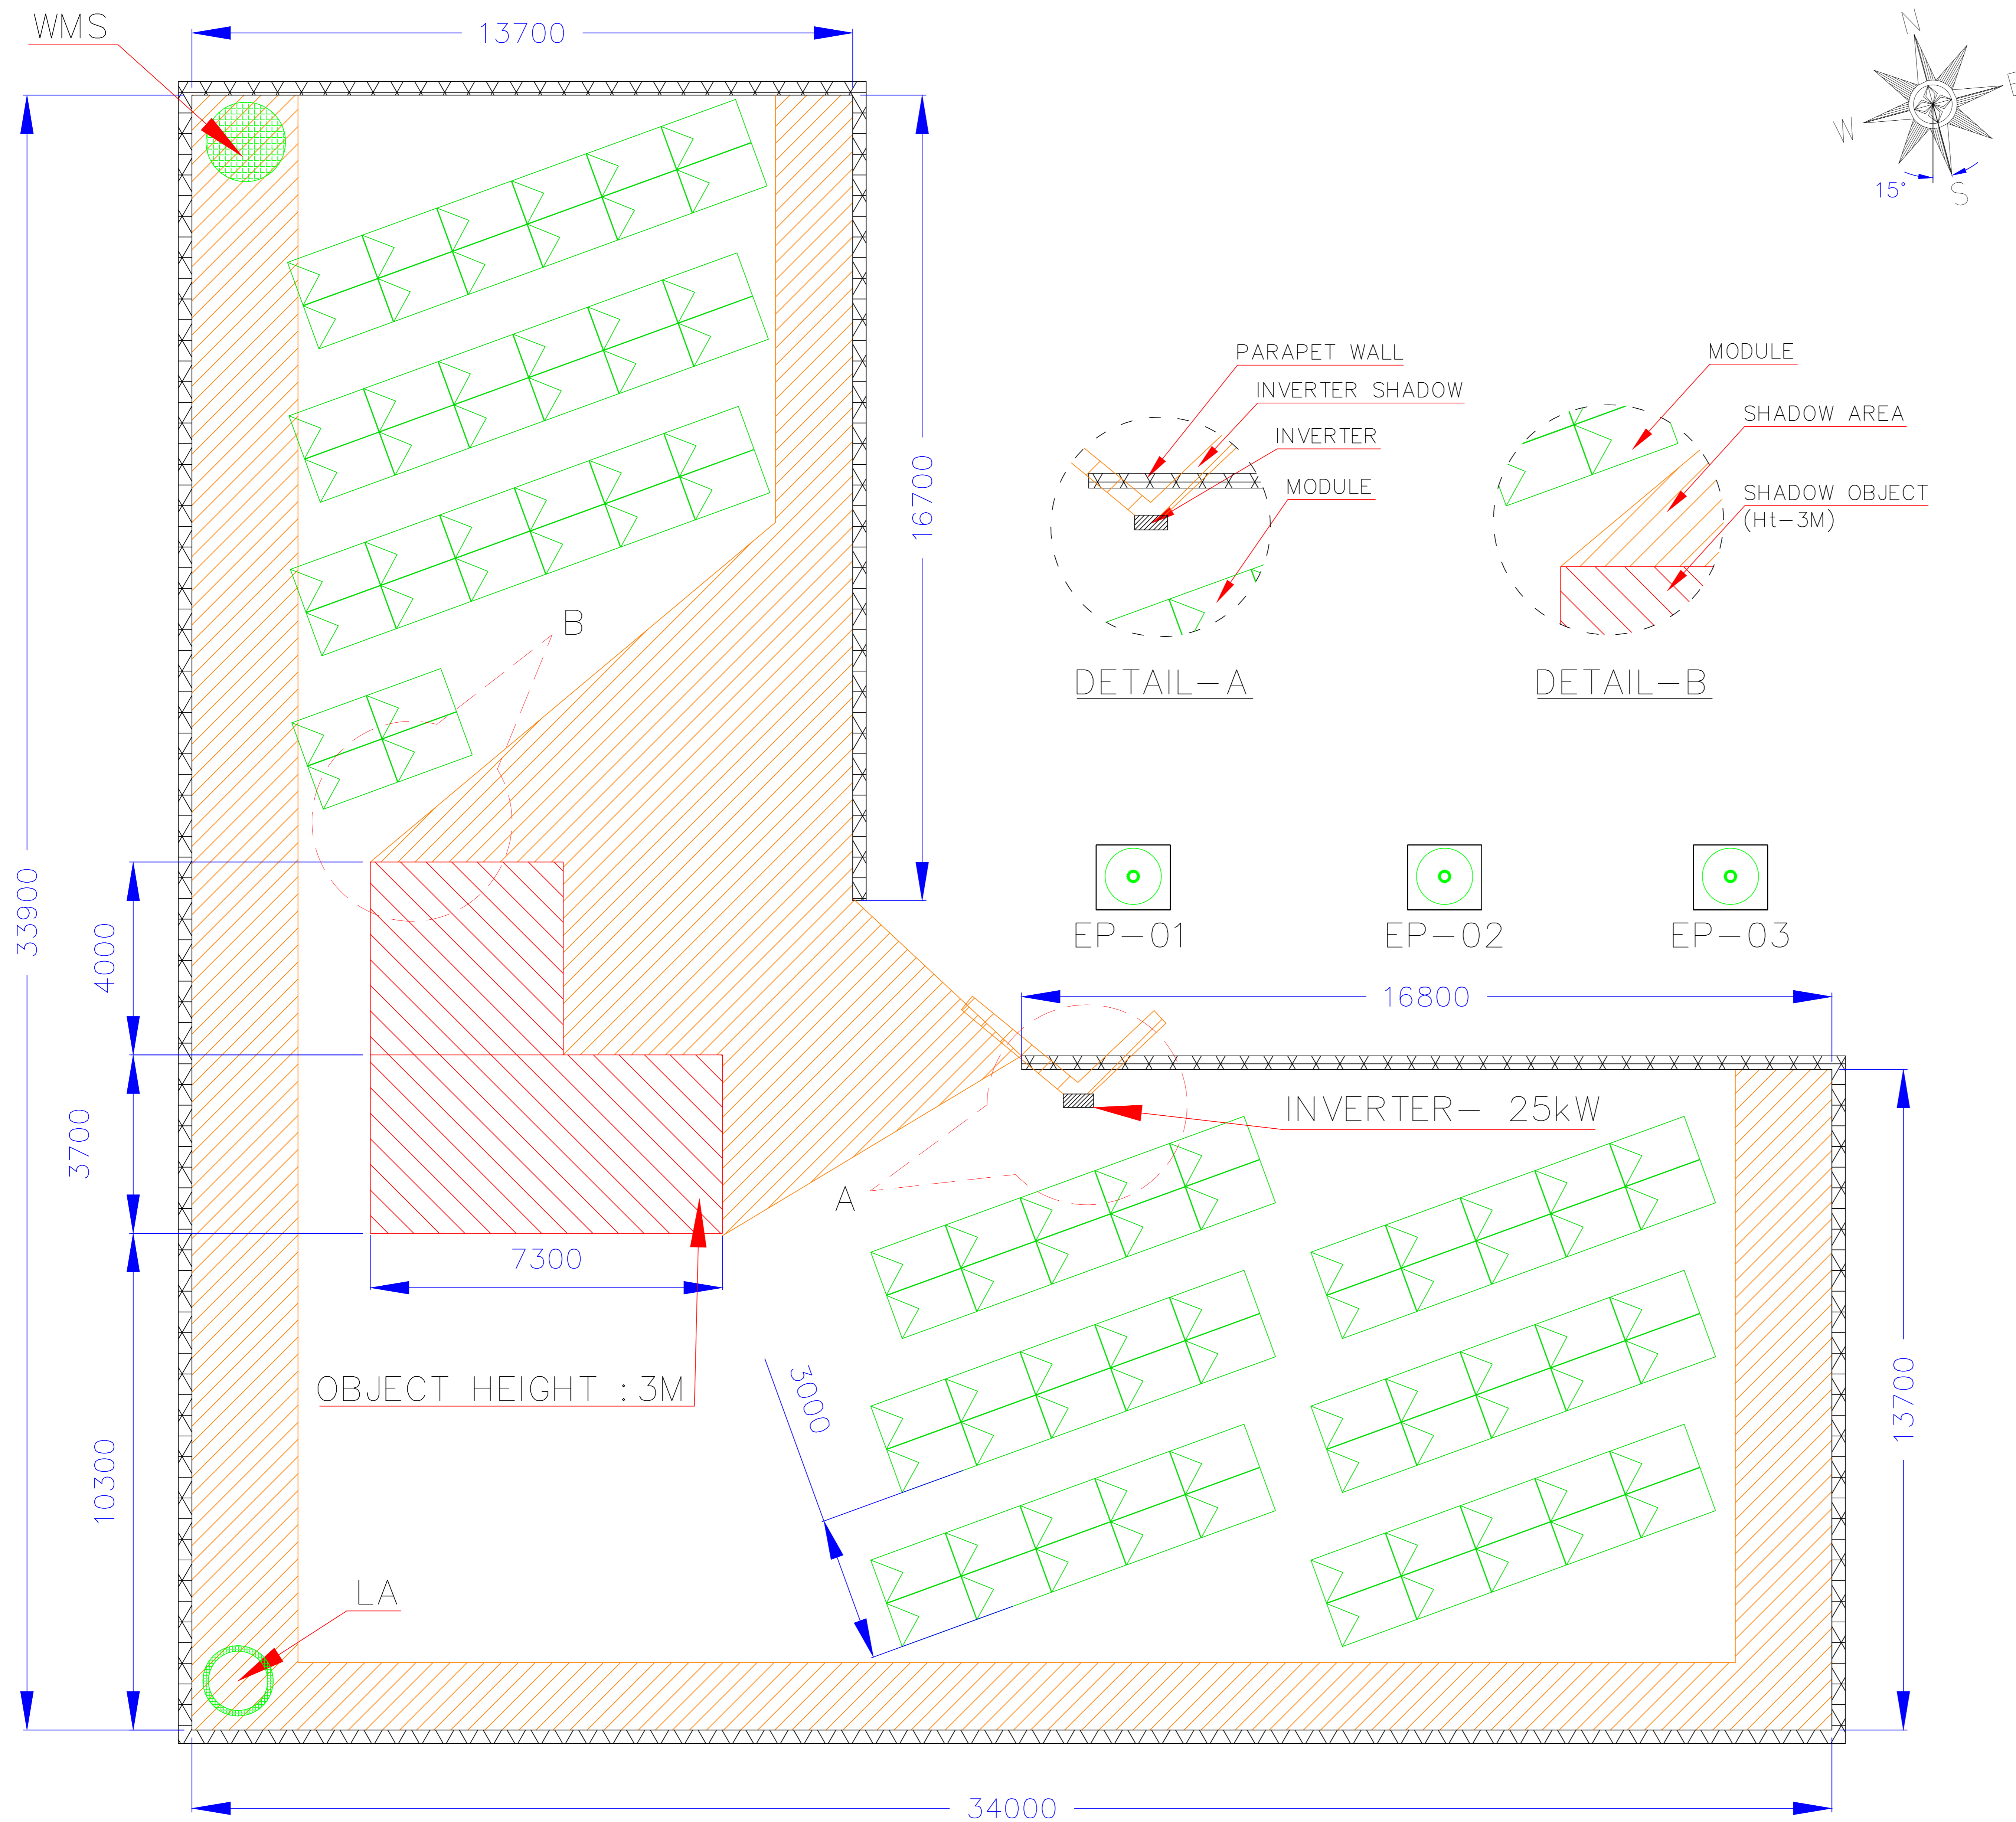 WMS
13700
N
E
W
S
15°
33900
16700
PARAPET WALL
INVERTER SHADOW
INVERTER
MODULE
DETAIL-A
MODULE
SHADOW AREA
SHADOW OBJECT
(Ht-3M)
DETAIL-B
B
4000
EP-01
EP-02
EP-03
16800
3700
INVERTER- 25kW
A
7300
OBJECT HEIGHT : 3M
3000
13700
10300
LA
34000